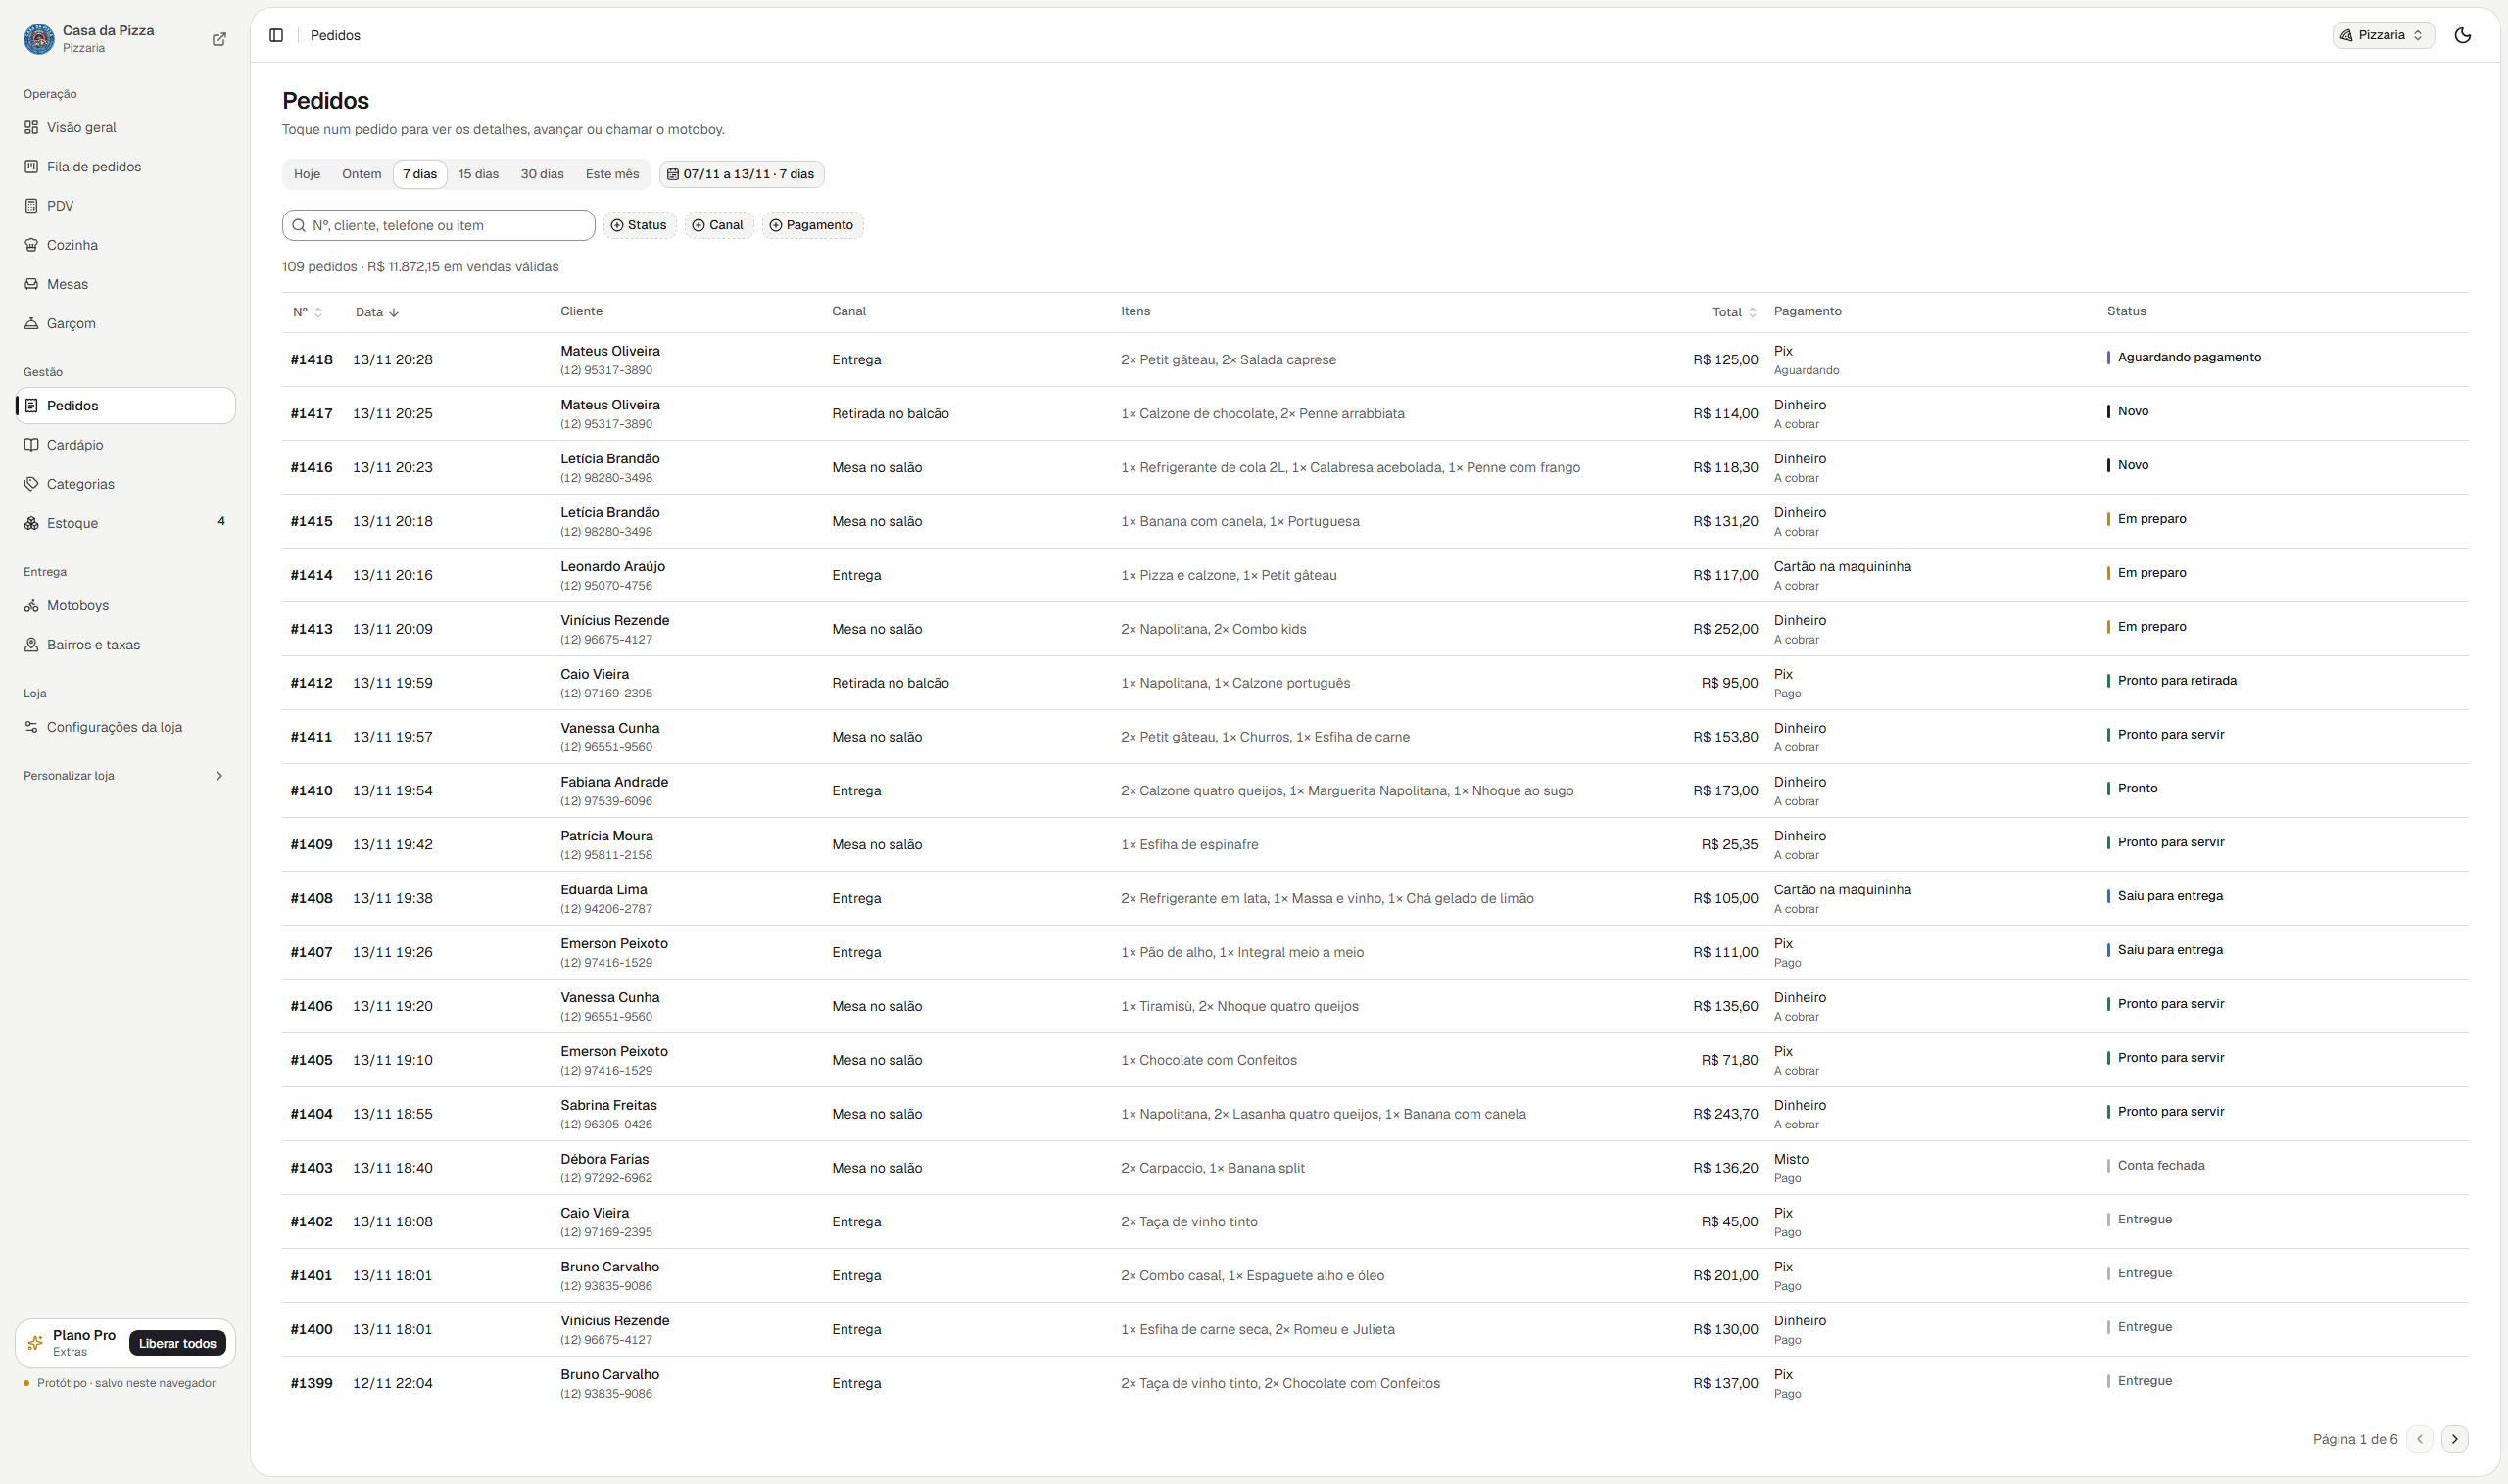 Casa da Pizza
Pizzaria
Operação
Visão geral
Fila de pedidos
PDV
Cozinha
Mesas
Garçom
Gestão
Pedidos
Cardápio
Categorias
Estoque 4
Entrega
Motoboys
Bairros e taxas
Loja
Configurações da loja
Personalizar loja
Plano Pro
Extras
Liberar todos
Protótipo · salvo neste navegador
Pedidos
Pizzaria
Pedidos
Toque num pedido para ver os detalhes, avançar ou chamar o motoboy.
Hoje Ontem 7 dias 15 dias 30 dias Este mês 07/11 a 13/11 · 7 dias
Nº, cliente, telefone ou item Status Canal Pagamento
109 pedidos · R$ 11.872,15 em vendas válidas
Nº Data Cliente Canal Itens Total Pagamento Status
#1418 13/11 20:28 Mateus Oliveira (12) 95317-3890 Entrega 2× Petit gâteau, 2× Salada caprese R$ 125,00 Pix Aguardando Aguardando pagamento
#1417 13/11 20:25 Mateus Oliveira (12) 95317-3890 Retirada no balcão 1× Calzone de chocolate, 2× Penne arrabbiata R$ 114,00 Dinheiro A cobrar Novo
#1416 13/11 20:23 Letícia Brandão (12) 98280-3498 Mesa no salão 1× Refrigerante de cola 2L, 1× Calabresa acebolada, 1× Penne com frango R$ 118,30 Dinheiro A cobrar Novo
#1415 13/11 20:18 Letícia Brandão (12) 98280-3498 Mesa no salão 1× Banana com canela, 1× Portuguesa R$ 131,20 Dinheiro A cobrar Em preparo
#1414 13/11 20:16 Leonardo Araújo (12) 95070-4756 Entrega 1× Pizza e calzone, 1× Petit gâteau R$ 117,00 Cartão na maquininha A cobrar Em preparo
#1413 13/11 20:09 Vinícius Rezende (12) 96675-4127 Mesa no salão 2× Napolitana, 2× Combo kids R$ 252,00 Dinheiro A cobrar Em preparo
#1412 13/11 19:59 Caio Vieira (12) 97169-2395 Retirada no balcão 1× Napolitana, 1× Calzone português R$ 95,00 Pix Pago Pronto para retirada
#1411 13/11 19:57 Vanessa Cunha (12) 96551-9560 Mesa no salão 2× Petit gâteau, 1× Churros, 1× Esfiha de carne R$ 153,80 Dinheiro A cobrar Pronto para servir
#1410 13/11 19:54 Fabiana Andrade (12) 97539-6096 Entrega 2× Calzone quatro queijos, 1× Marguerita Napolitana, 1× Nhoque ao sugo R$ 173,00 Dinheiro A cobrar Pronto
#1409 13/11 19:42 Patrícia Moura (12) 95811-2158 Mesa no salão 1× Esfiha de espinafre R$ 25,35 Dinheiro A cobrar Pronto para servir
#1408 13/11 19:38 Eduarda Lima (12) 94206-2787 Entrega 2× Refrigerante em lata, 1× Massa e vinho, 1× Chá gelado de limão R$ 105,00 Cartão na maquininha A cobrar Saiu para entrega
#1407 13/11 19:26 Emerson Peixoto (12) 97416-1529 Entrega 1× Pão de alho, 1× Integral meio a meio R$ 111,00 Pix Pago Saiu para entrega
#1406 13/11 19:20 Vanessa Cunha (12) 96551-9560 Mesa no salão 1× Tiramisù, 2× Nhoque quatro queijos R$ 135,60 Dinheiro A cobrar Pronto para servir
#1405 13/11 19:10 Emerson Peixoto (12) 97416-1529 Mesa no salão 1× Chocolate com Confeitos R$ 71,80 Pix A cobrar Pronto para servir
#1404 13/11 18:55 Sabrina Freitas (12) 96305-0426 Mesa no salão 1× Napolitana, 2× Lasanha quatro queijos, 1× Banana com canela R$ 243,70 Dinheiro A cobrar Pronto para servir
#1403 13/11 18:40 Débora Farias (12) 97292-6962 Mesa no salão 2× Carpaccio, 1× Banana split R$ 136,20 Misto Pago Conta fechada
#1402 13/11 18:08 Caio Vieira (12) 97169-2395 Entrega 2× Taça de vinho tinto R$ 45,00 Pix Pago Entregue
#1401 13/11 18:01 Bruno Carvalho (12) 93835-9086 Entrega 2× Combo casal, 1× Espaguete alho e óleo R$ 201,00 Pix Pago Entregue
#1400 13/11 18:01 Vinícius Rezende (12) 96675-4127 Entrega 1× Esfiha de carne seca, 2× Romeu e Julieta R$ 130,00 Dinheiro Pago Entregue
#1399 12/11 22:04 Bruno Carvalho (12) 93835-9086 Entrega 2× Taça de vinho tinto, 2× Chocolate com Confeitos R$ 137,00 Pix Pago Entregue
Página 1 de 6